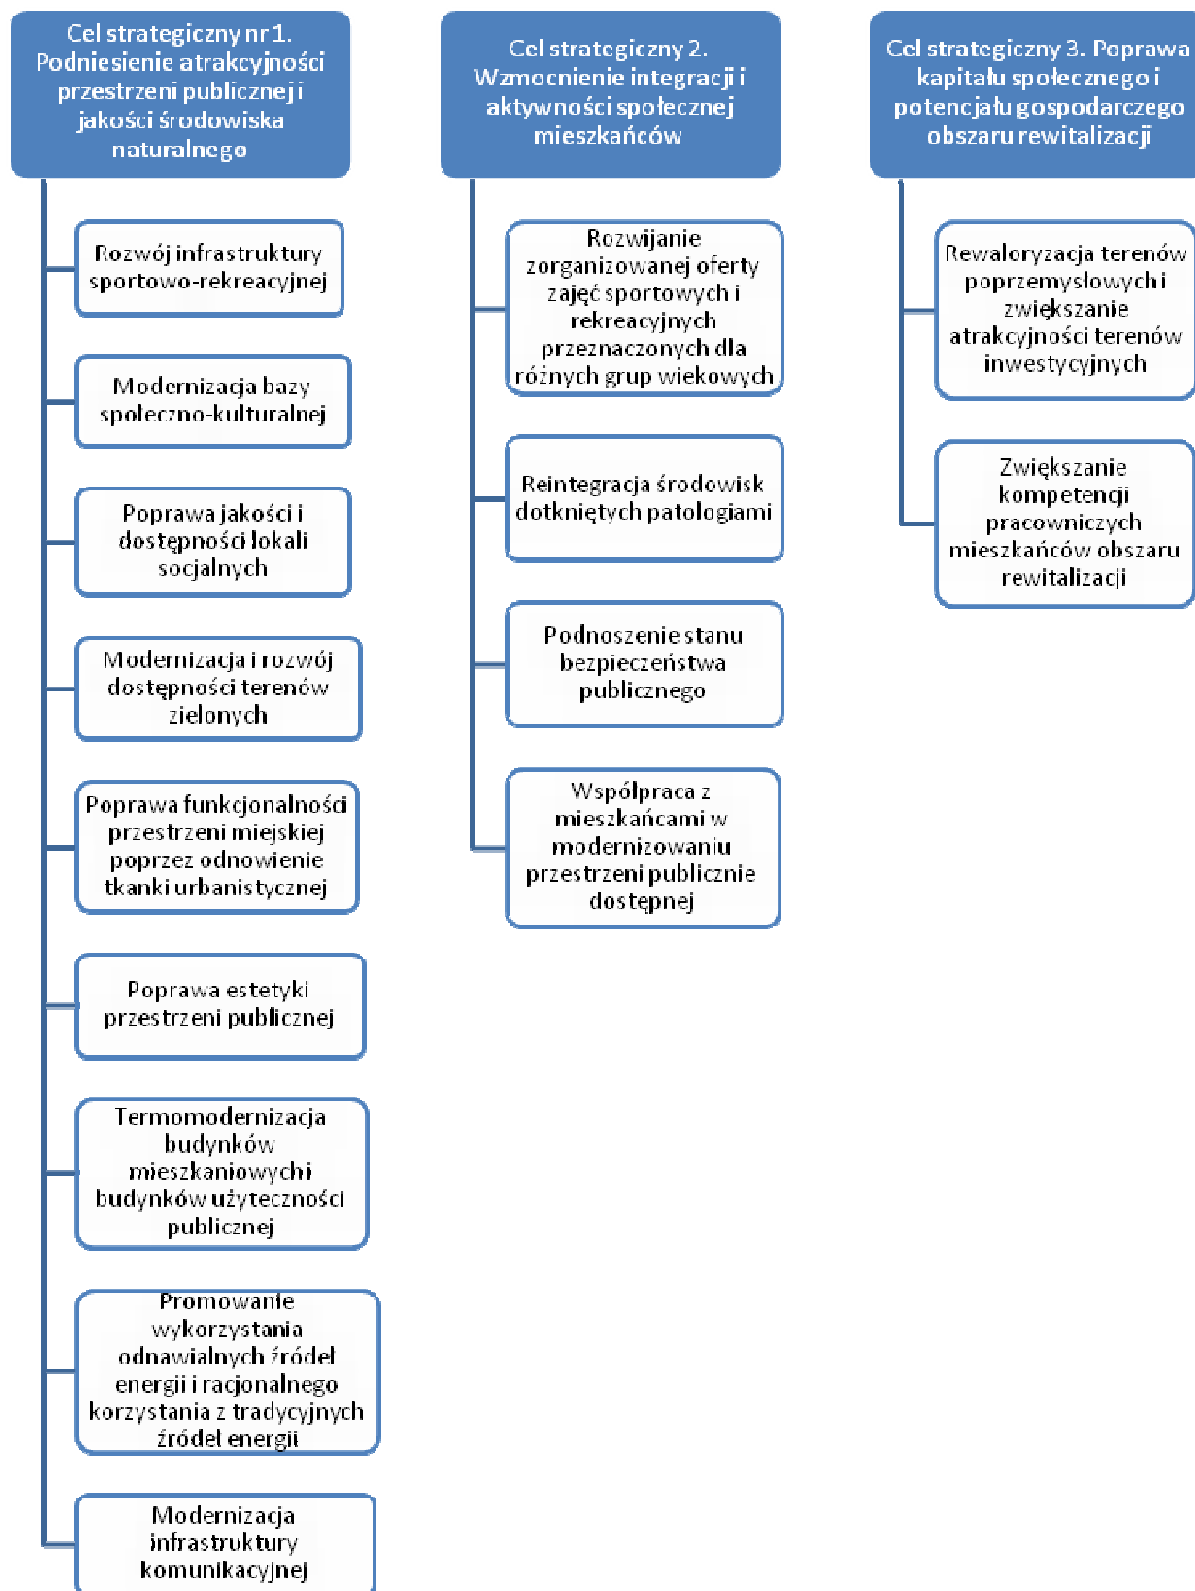 Cel strategiczny nr 1.
Podniesienie atrakcyjności
przestrzeni publicznej i
jakości środowiska
naturalnego
Rozwój infrastruktury
sportowo-rekreacyjnej
Modernizacja bazy
społeczno-kulturalnej
Poprawa jakości i
dostępności lokali
socjalnych
Modernizacja i rozwój
dostępności terenów
zielonych
Poprawa funkcjonalności
przestrzeni miejskiej
poprzez odnowienie
tkanki urbanistycznej
Poprawa estetyki
przestrzeni publicznej
Termomodernizacja
budynków
mieszkaniowych i
budynków użyteczności
publicznej
Promowanie
wykorzystania
odnawialnych źródeł
energii i racjonalnego
korzystania z tradycyjnych
źródeł energii
Modernizacja
infrastruktury
komunikacyjnej
Cel strategiczny 2.
Wzmocnienie integracji i
aktywności społecznej
mieszkańców
Rozwijanie
zorganizowanej oferty
zajęć sportowych i
rekreacyjnych
przeznaczonych dla
różnych grup wiekowych
Reintegracja środowisk
dotkniętych patologiami
Podnoszenie stanu
bezpieczeństwa
publicznego
Współpraca z
mieszkańcami w
modernizowaniu
przestrzeni publicznie
dostępnej
Cel strategiczny 3. Poprawa
kapitału społecznego i
potencjału gospodarczego
obszaru rewitalizacji
Rewaloryzacja terenów
poprzemysłowych i
zwiększanie
atrakcyjności terenów
inwestycyjnych
Zwiększanie
kompetencji
pracowniczych
mieszkańców obszaru
rewitalizacji